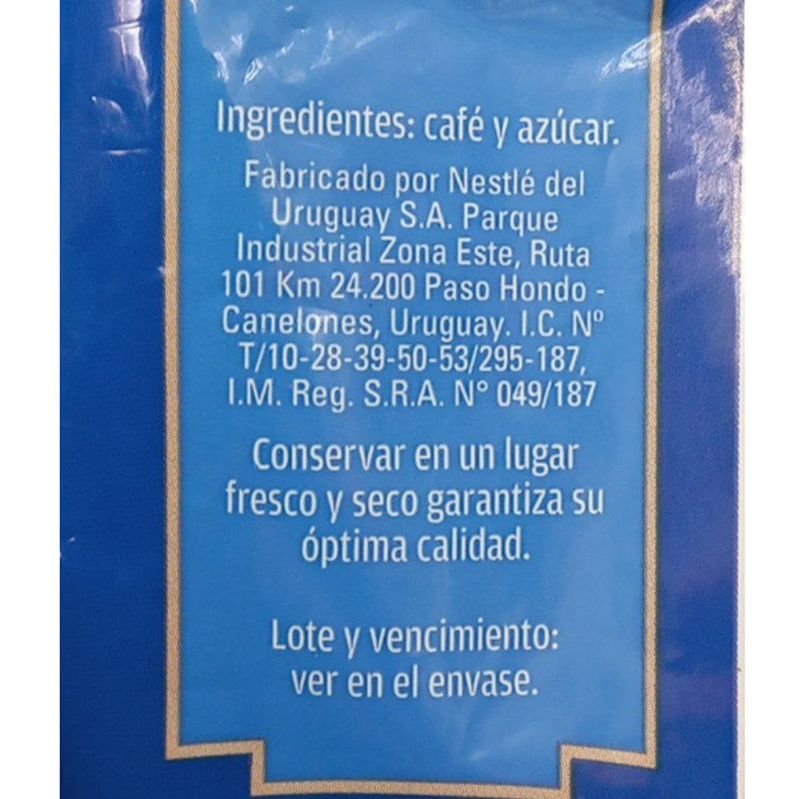 Ingredientes: café y azúcar.
Fabricado por Nestlé del
Uruguay S.A. Parque
Industrial Zona Este, Ruta
101 Km 24.200 Paso Hondo -
Canelones, Uruguay. I.C. Nº
T/10-28-39-50-53/295-187,
I.M. Reg. S.R.A. N° 049/187
Conservar en un lugar
fresco y seco garantiza su
óptima calidad.
Lote y vencimiento:
ver en el envase.